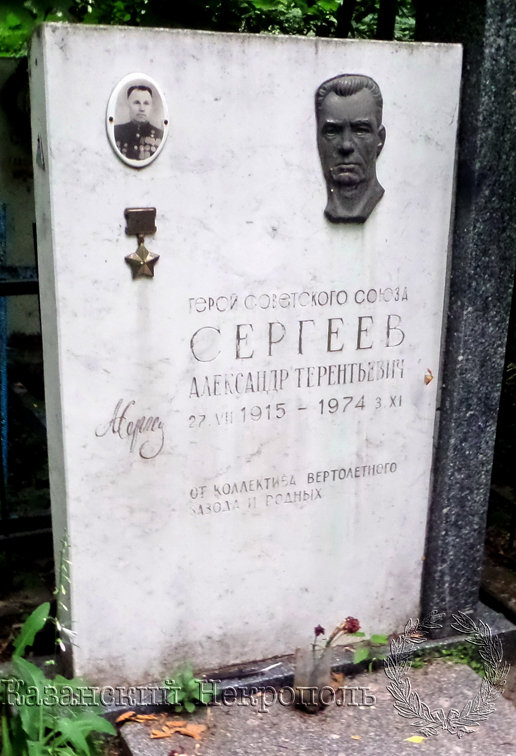 ГЕРОЙ СОВЕТСКОГО СОЮЗА
СЕРГЕЕВ
АЛЕКСАНДР ТЕРЕНТЬЕВИЧ
27.VII 1915 – 1974 3.XI
ОТ КОЛЛЕКТИВА ВЕРТОЛЕТНОГО
ЗАВОДА И РОДНЫХ
Казанский Некрополь